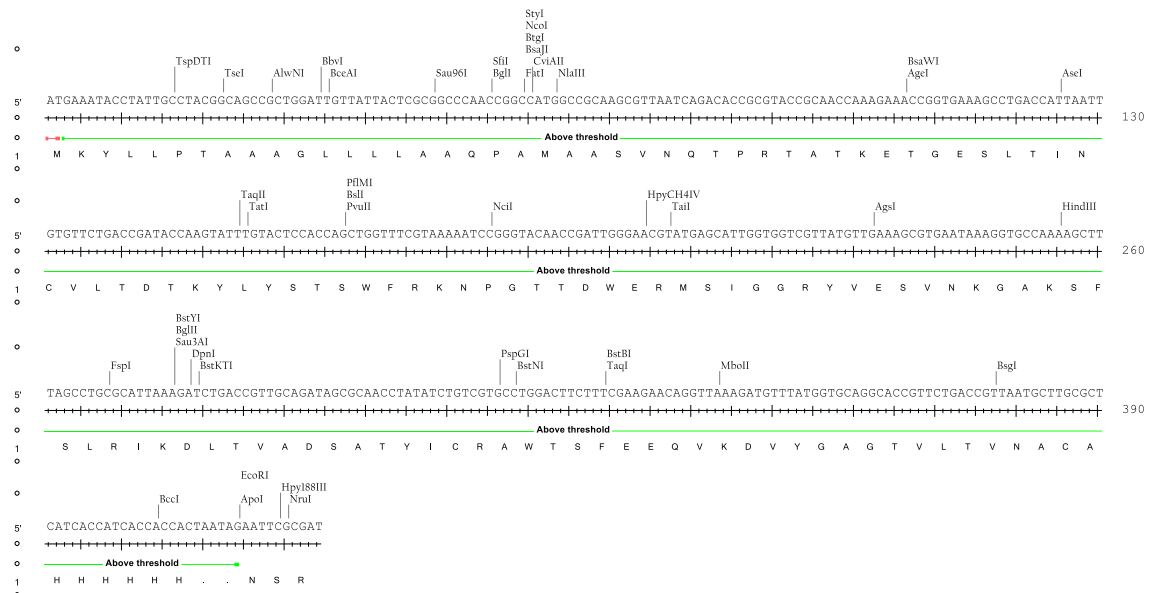 StyI
NcoI
BtgI
BsaJI
TspDTI BbvI SfiI CviAII BsaWI
TseI AlwNI BceAI Sau96I BglI FatI NlaIII AgeI AseI
5' ATGAAATACCTATTGCCTACGGCAGCCGCTGGATTGTTATTACTCGCGGCCCAACCGGCCATGGCCGCAAGCGTTAATCAGACACCGCGTACCGCAACCAAAGAAACCGGTGAAAGCCTGACCATTAATT
130
Above threshold
1 M K Y L L P T A A A G L L L L A A Q P A M A A S V N Q T P R T A T K E T G E S L T I N
PflMI
TaqII BslI HpyCH4IV
TatI PvuII NciI TaiI AgsI HindIII
5' GTGTTCTGACCGATACCAAGTATTTGTACTCCACCAGCTGGTTTCGTAAAAATCCGGGTACAACCGATTGGGAACGTATGAGCATTGGTGGTCGTTATGTTGAAAGCGTGAATAAAGGTGCCAAAAGCTT
260
Above threshold
1 C V L T D T K Y L Y S T S W F R K N P G T T D W E R M S I G G R Y V E S V N K G A K S F
BstYI
BglII
Sau3AI
DpnI PspGI BstBI
FspI BstKTI BstNI TaqI MboII BsgI
5' TAGCCTGCGCATTAAAGATCTGACCGTTGCAGATAGCGCAACCTATATCTGTCGTGCCTGGACTTCTTTCGAAGAACAGGTTAAAGATGTTTATGGTGCAGGCACCGTTCTGACCGTTAATGCTTGCGCT
390
Above threshold
1 S L R I K D L T V A D S A T Y I C R A W T S F E E Q V K D V Y G A G T V L T V N A C A
EcoRI
Hpy188III
BccI ApoI NruI
5' CATCACCATCACCACCACTAATAGAATTCGCGAT
Above threshold
1 H H H H H H . . N S R